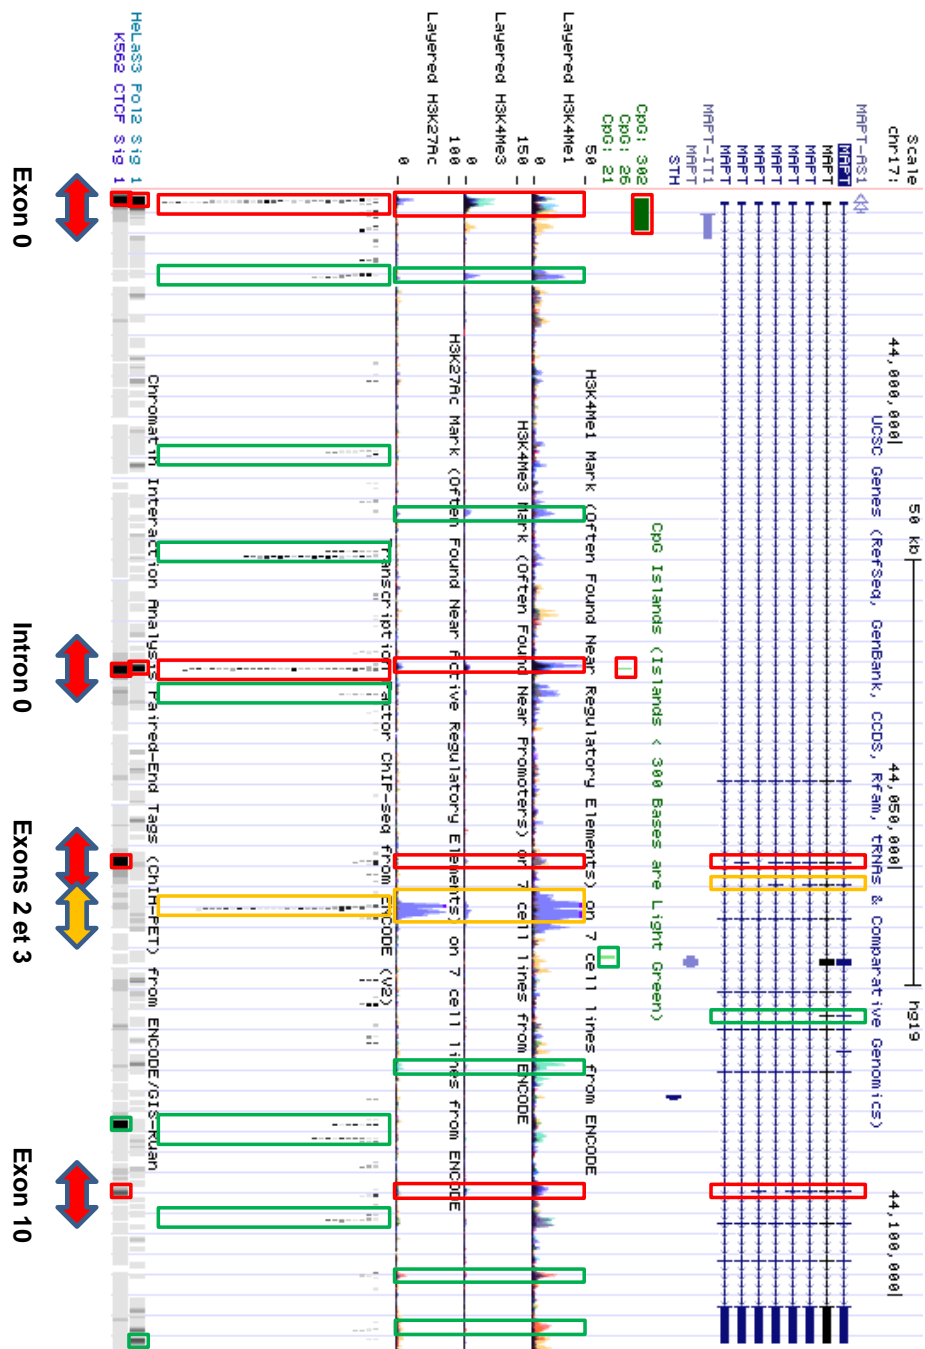 Scale
chr17:
50 kb
hg19
44,000,000|
44,050,000|
44,100,000|
UCSC Genes (RefSeq, GenBank, CCDS, Rfam, tRNAs & Comparative Genomics)
MAPT-AS1
MAPT
MAPT
MAPT
MAPT
MAPT
MAPT
MAPT
MAPT
MAPT-IT1
MAPT
STH
CpG Islands (Islands < 300 Bases are Light Green)
CpG: 302
CpG: 26
CpG: 21
H3K4Me1 Mark (Often Found Near Regulatory Elements) on 7 cell lines from ENCODE
50 _
Layered H3K4Me1
0 _
H3K4Me3 Mark (Often Found Near Promoters) on 7 cell lines from ENCODE
150 _
Layered H3K4Me3
0 _
H3K27Ac Mark (Often Found Near Active Regulatory Elements) on 7 cell lines from ENCODE
100 _
Layered H3K27Ac
0 _
Transcription Factor ChIP-seq from ENCODE (V2)
Chromatin Interaction Analysis Paired-End Tags (ChIA-PET) from ENCODE/GIS-Ruan
HeLaS3 Pol2 Sig 1
K562 CTCF Sig 1
Exon 0
Intron 0
Exons 2 et 3
Exon 10